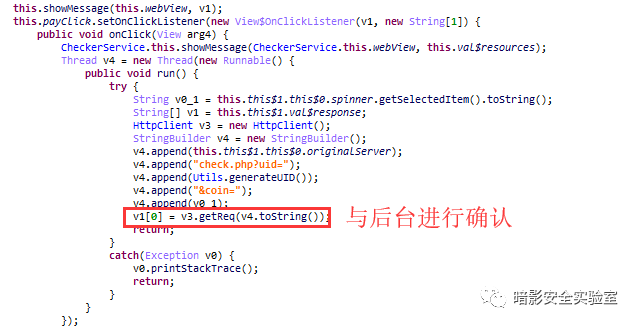 this.showMessage(this.webView, v1);
this.payClick.setOnClickListener(new View$OnClickListener(v1, new String[1]) {
public void onClick(View arg4) {
CheckerService.this.showMessage(CheckerService.this.webView, this.val$resources);
Thread v4 = new Thread(new Runnable() {
public void run() {
try {
String v0_1 = this.this$1.this$0.spinner.getSelectedItem().toString();
String[] v1 = this.this$1.val$response;
HttpClient v3 = new HttpClient();
StringBuilder v4 = new StringBuilder();
v4.append(this.this$1.this$0.originalServer);
v4.append("check.php?uid=");
v4.append(Utils.generateUID());
v4.append("&coin=");
v4.append(v0_1);
v1[0] = v3.getReq(v4.toString()); 与后台进行确认
return;
}
catch(Exception v0) {
v0.printStackTrace();
return;
}
}
});
暗影安全实验室